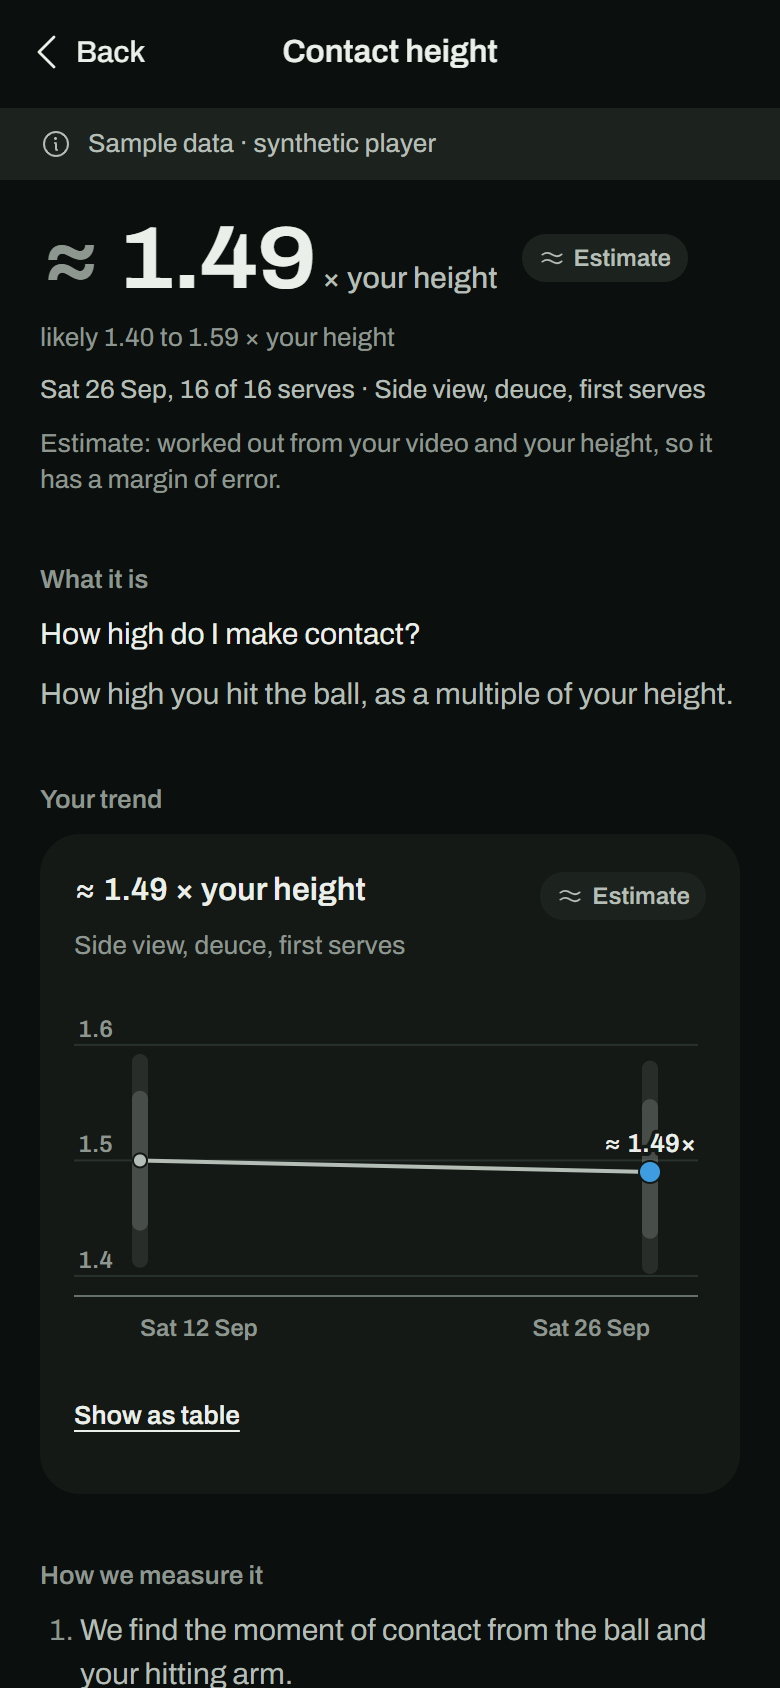 Back
Contact height
Sample data · synthetic player
≈ 1.49 × your height
≈ Estimate
likely 1.40 to 1.59 × your height
Sat 26 Sep, 16 of 16 serves · Side view, deuce, first serves
Estimate: worked out from your video and your height, so it
has a margin of error.
What it is
How high do I make contact?
How high you hit the ball, as a multiple of your height.
Your trend
≈ 1.49 × your height
≈ Estimate
Side view, deuce, first serves
1.6
≈ 1.49×
1.5
1.4
Sat 12 Sep
Sat 26 Sep
Show as table
How we measure it
1. We find the moment of contact from the ball and
your hitting arm.